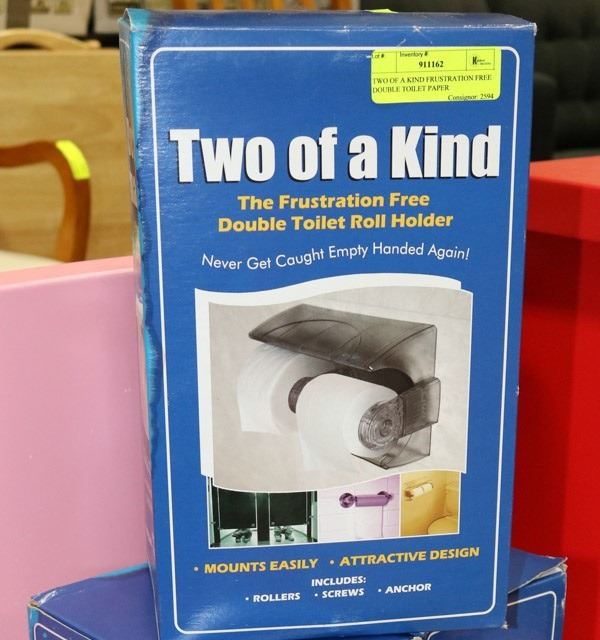 Lot #: Inventory #:
911162
TWO OF A KIND FRUSTRATION FREE
DOUBLE TOILET PAPER
Consignor: 2594
Two of a Kind
The Frustration Free
Double Toilet Roll Holder
Never Get Caught Empty Handed Again!
• MOUNTS EASILY • ATTRACTIVE DESIGN
INCLUDES:
• ROLLERS • SCREWS • ANCHOR